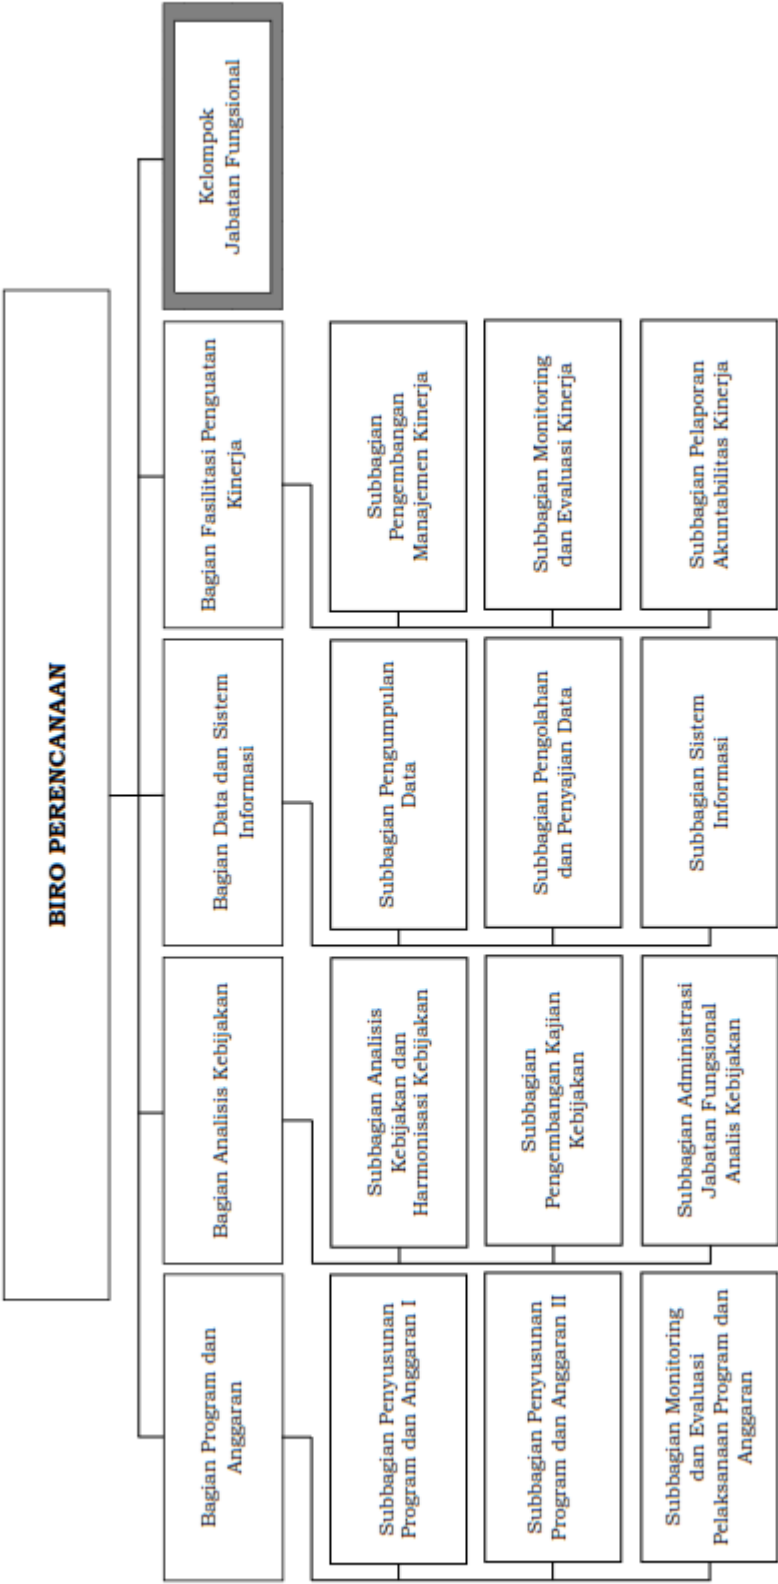 BIRO PERENCANAAN
Bagian Program dan
Anggaran
Bagian Analisis Kebijakan
Bagian Data dan Sistem
Informasi
Bagian Fasilitasi Penguatan
Kinerja
Kelompok
Jabatan Fungsional
Subbagian Penyusunan
Program dan Anggaran I
Subbagian Analisis
Kebijakan dan
Harmonisasi Kebijakan
Subbagian Pengumpulan
Data
Subbagian
Pengembangan
Manajemen Kinerja
Subbagian Penyusunan
Program dan Anggaran II
Subbagian
Pengembangan Kajian
Kebijakan
Subbagian Pengolahan
dan Penyajian Data
Subbagian Monitoring
dan Evaluasi Kinerja
Subbagian Monitoring
dan Evaluasi
Pelaksanaan Program dan
Anggaran
Subbagian Administrasi
Jabatan Fungsional
Analis Kebijakan
Subbagian Sistem
Informasi
Subbagian Pelaporan
Akuntabilitas Kinerja